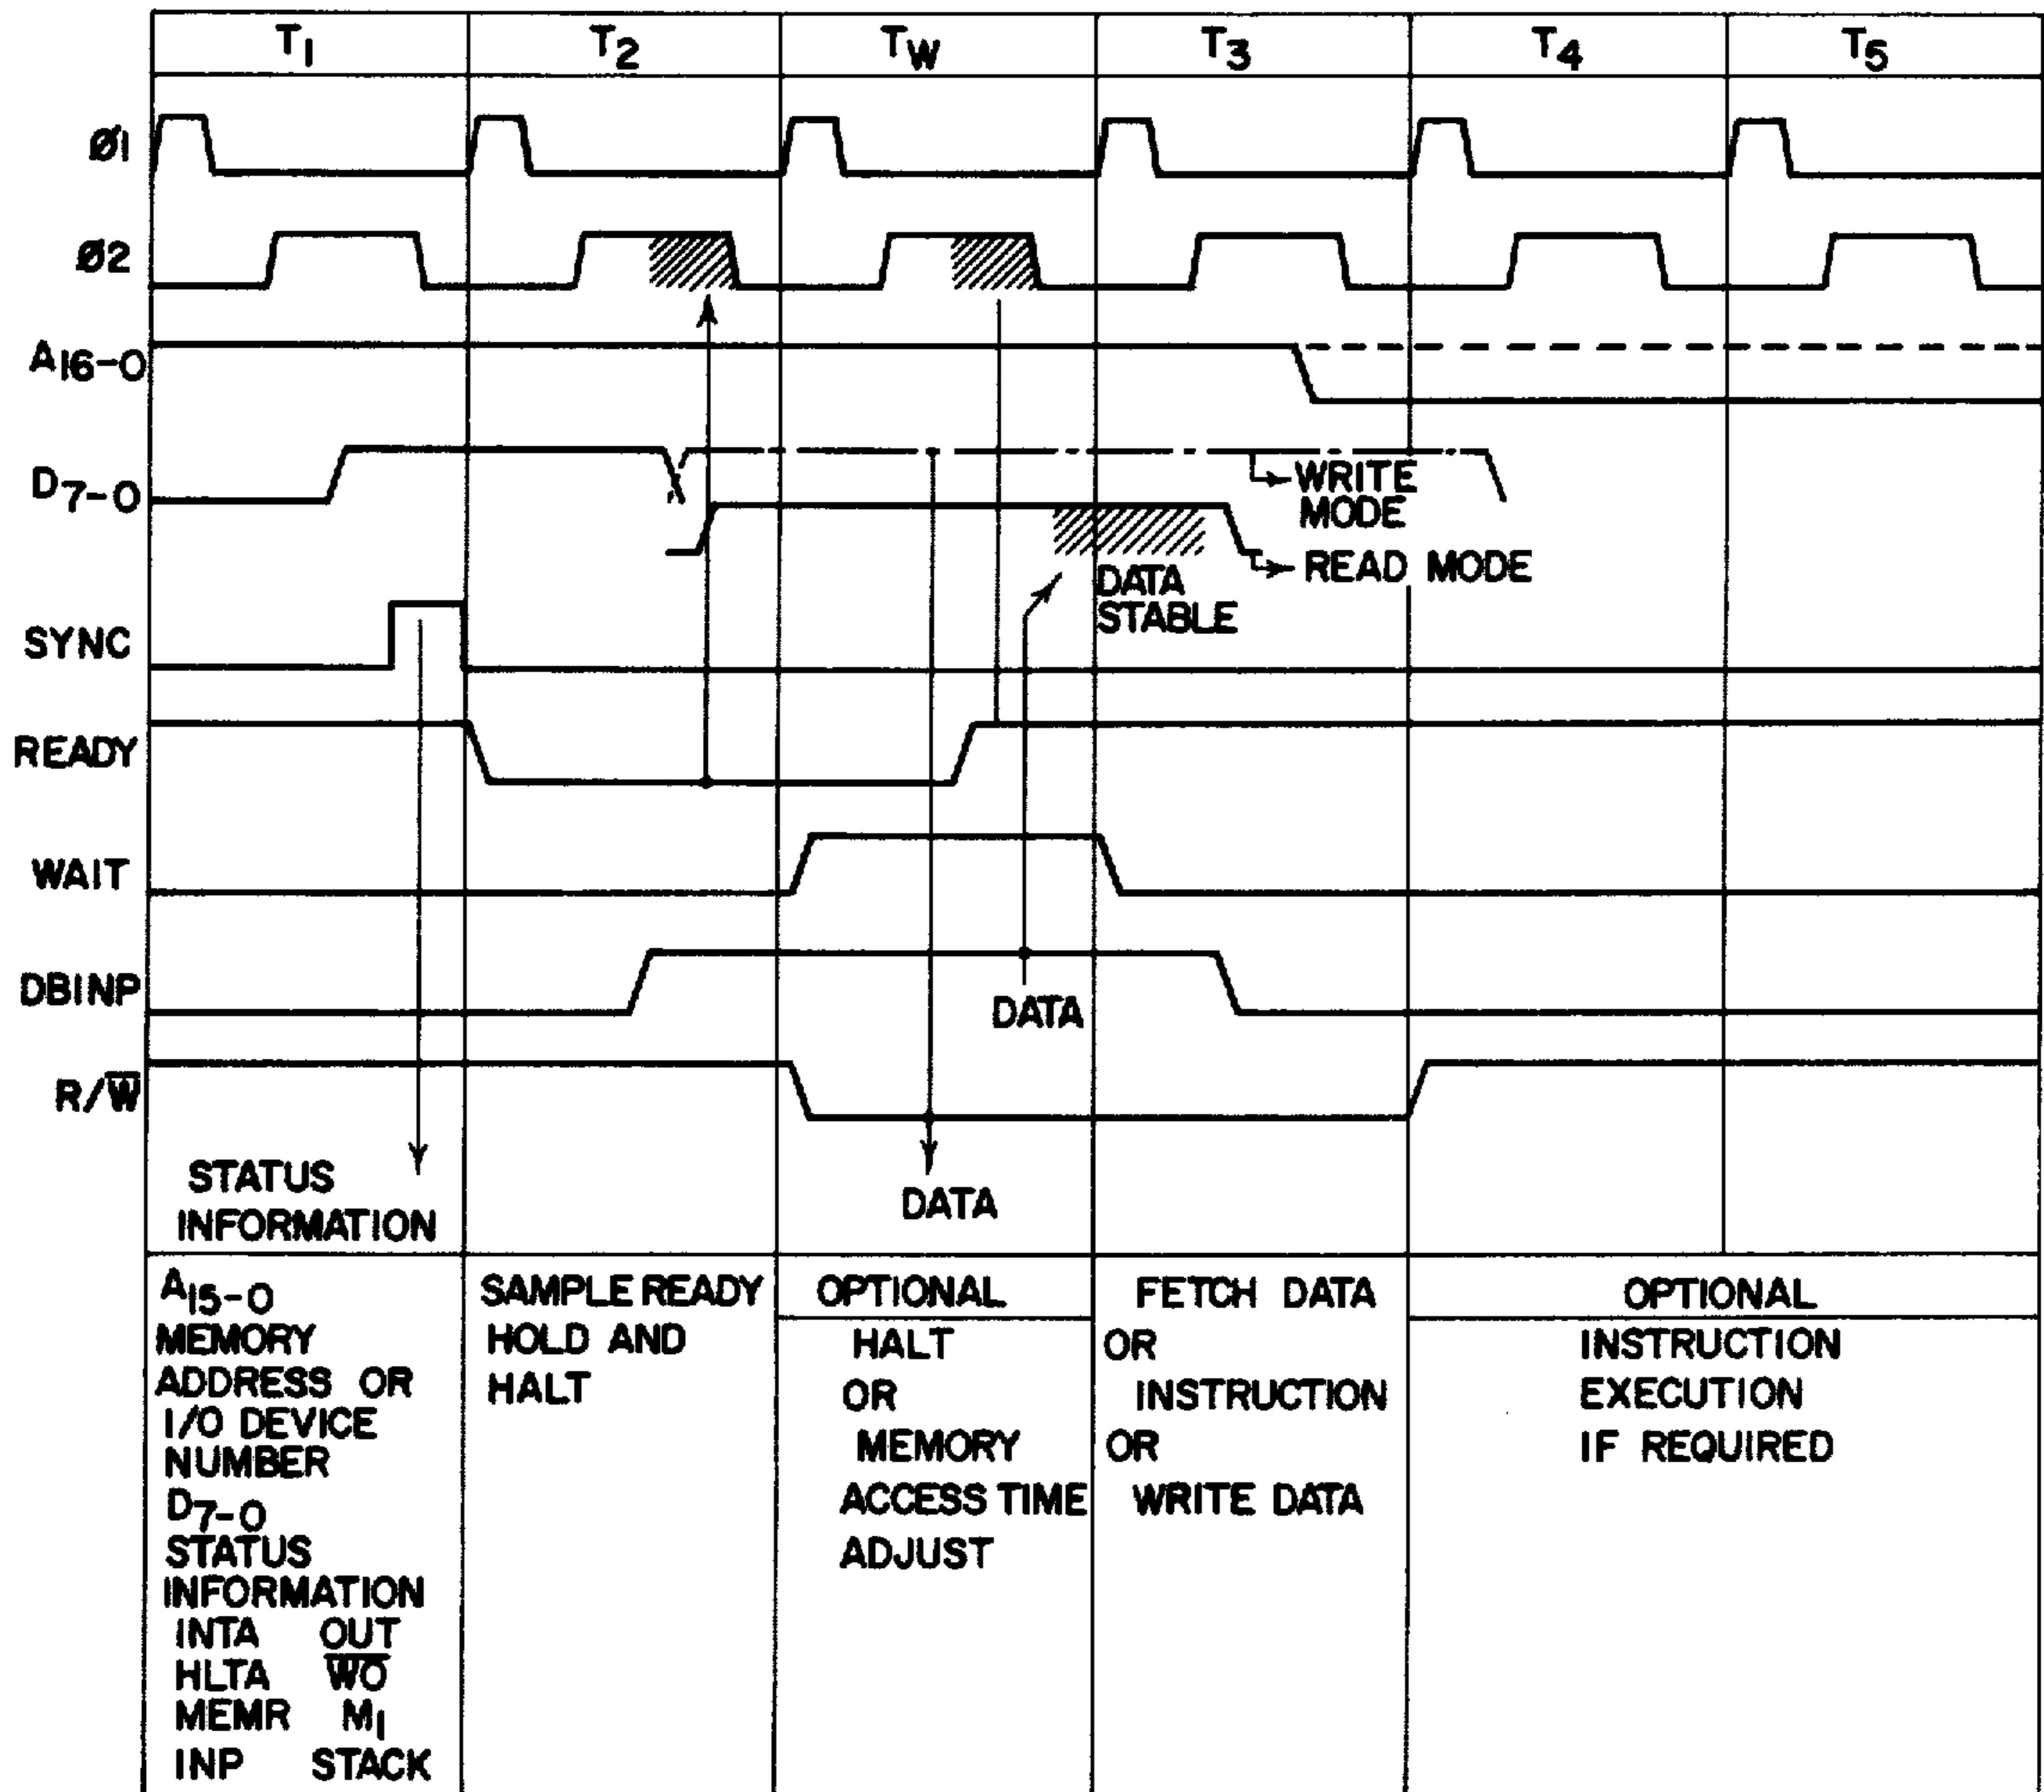 T1 T2 TW T3 T4 T5
Ø1
Ø2
A16-0
D7-0
WRITE
MODE
READ MODE
DATA
STABLE
SYNC
READY
WAIT
DBINP
DATA
R/W̅
STATUS
INFORMATION
DATA
A15-0
MEMORY
ADDRESS OR
I/O DEVICE
NUMBER
D7-0
STATUS
INFORMATION
INTA OUT
HLTA W̅O̅
MEMR M1
INP STACK
SAMPLE READY
HOLD AND
HALT
OPTIONAL
HALT
OR
MEMORY
ACCESS TIME
ADJUST
FETCH DATA
OR
INSTRUCTION
OR
WRITE DATA
OPTIONAL
INSTRUCTION
EXECUTION
IF REQUIRED